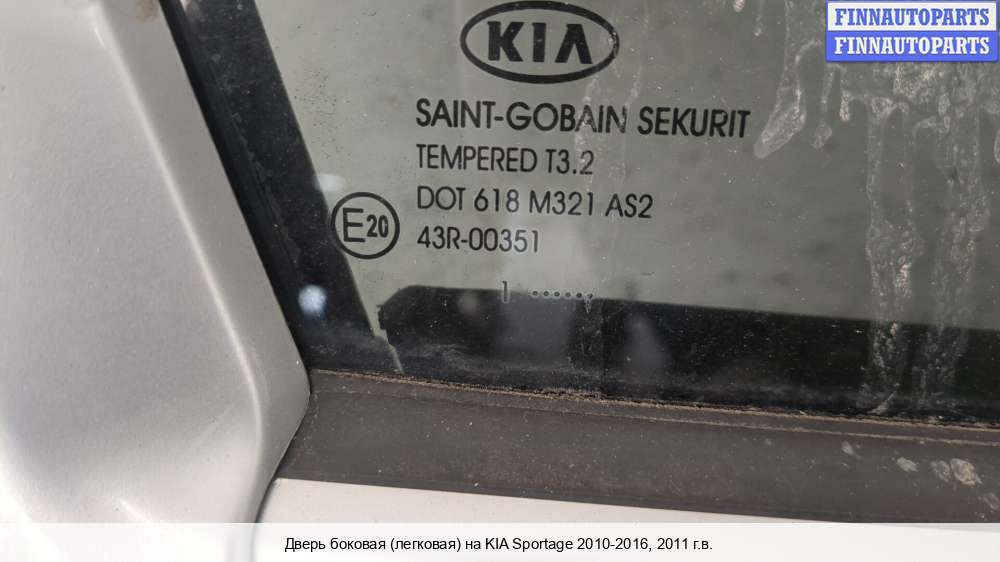 FINNAUTOPARTS
FINNAUTOPARTS
KIA
SAINT-GOBAIN SEKURIT
TEMPERED T3.2
DOT 618 M321 AS2
E20
43R-00351
1 ••••••
Дверь боковая (легковая) на KIA Sportage 2010-2016, 2011 г.в.